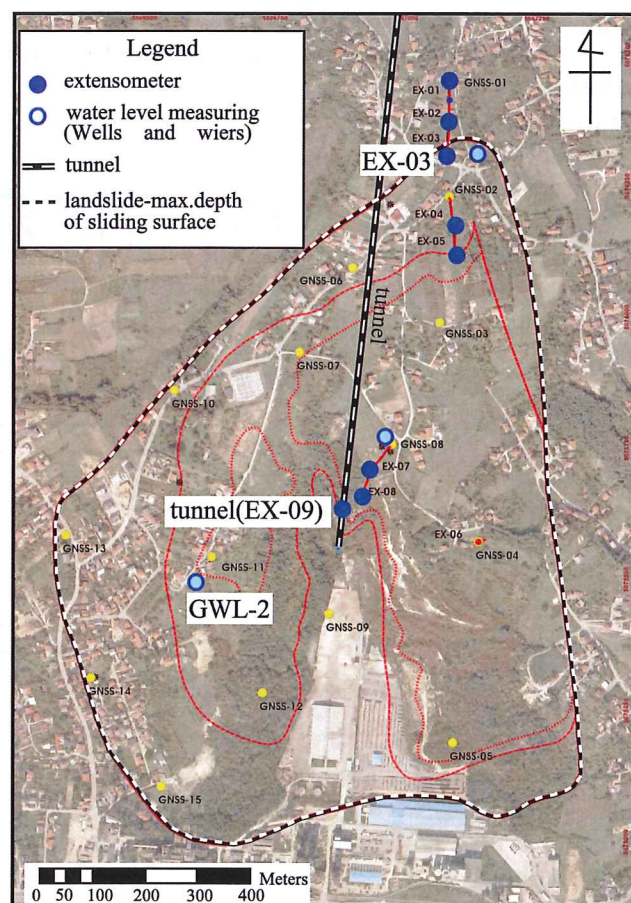 Legend
extensometer
water level measuring
(Wells and wiers)
tunnel
landslide-max.depth
of sliding surface
GNSS-01
EX-01
EX-02
EX-03
EX-03
GNSS-02
EX-04
EX-05
GNSS-06
tunnel
GNSS-03
GNSS-07
GNSS-10
GNSS-08
EX-07
EX-08
tunnel(EX-09)
EX-06
GNSS-04
GNSS-13
GNSS-11
GWL-2
GNSS-09
GNSS-14
GNSS-12
GNSS-05
GNSS-15
Meters
0 50 100 200 300 400